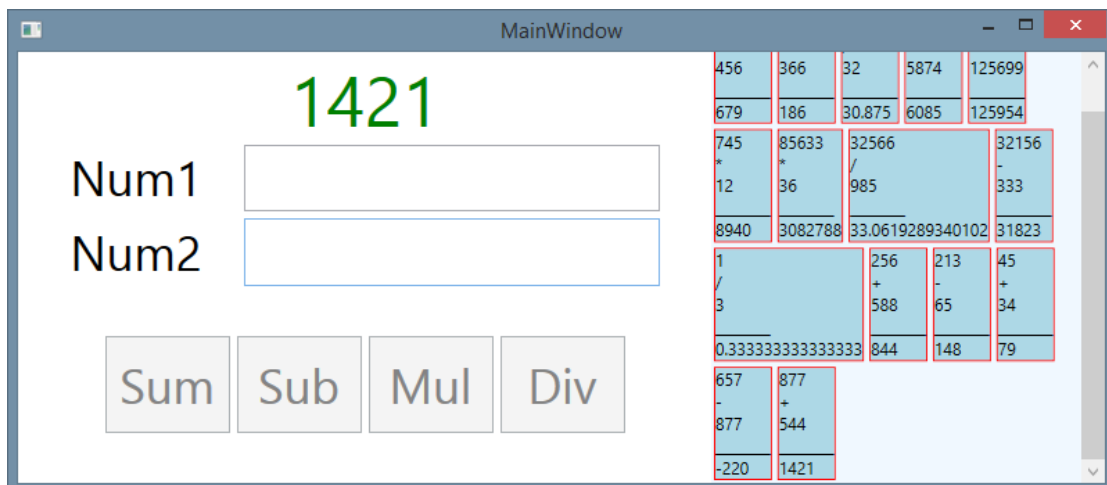 MainWindow
1421
Num1
Num2
Sum Sub Mul Div
456 366 32 5874 125699
679 186 30.875 6085 125954
745 85633 32566 32156
* * / -
12 36 985 333
8940 3082788 33.0619289340102 31823
1 256 213 45
/ + - +
3 588 65 34
0.333333333333333 844 148 79
657 877
- +
877 544
-220 1421